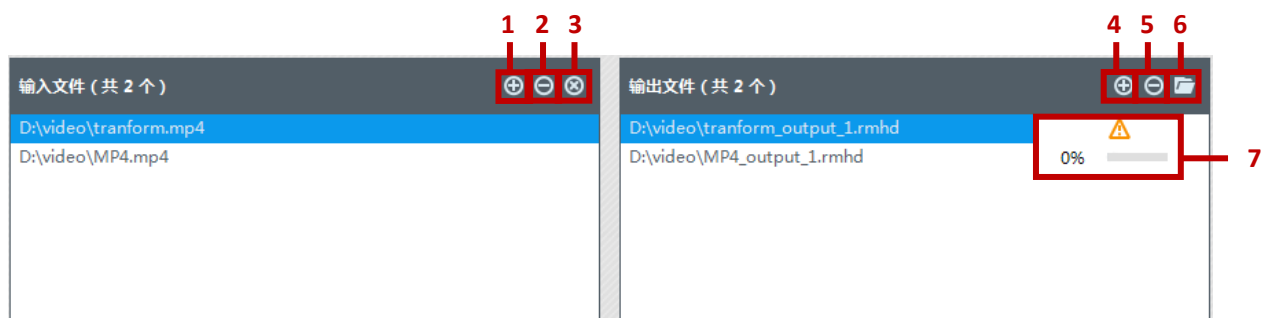 1 2 3
4 5 6
输入文件 ( 共 2 个 )
输出文件 ( 共 2 个 )
D:\video\tranform.mp4
D:\video\MP4.mp4
D:\video\tranform_output_1.rmhd
D:\video\MP4_output_1.rmhd
0%
7